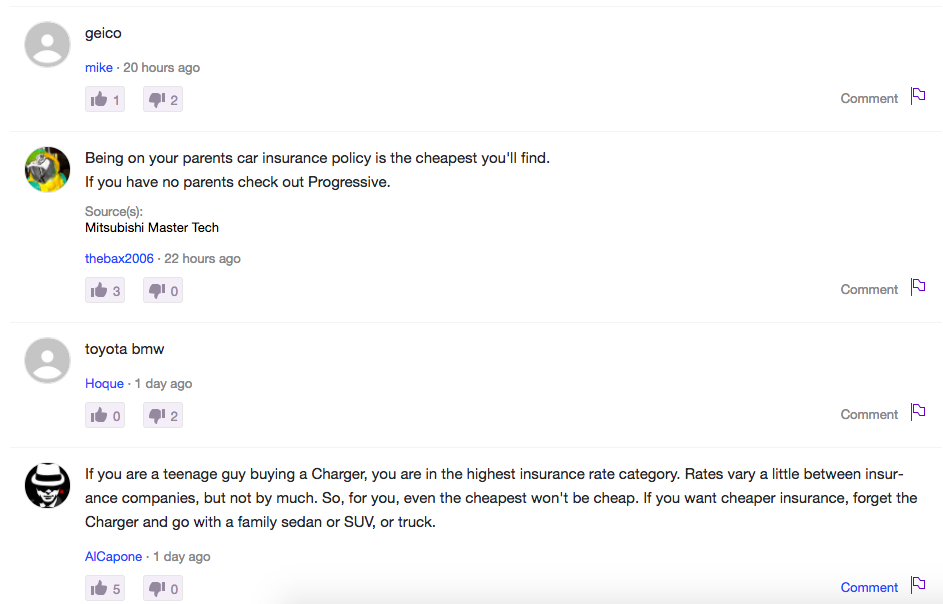 geico
mike · 20 hours ago
1 2
Comment
Being on your parents car insurance policy is the cheapest you'll find.
If you have no parents check out Progressive.
Source(s):
Mitsubishi Master Tech
thebax2006 · 22 hours ago
3 0
Comment
toyota bmw
Hoque · 1 day ago
0 2
Comment
If you are a teenage guy buying a Charger, you are in the highest insurance rate category. Rates vary a little between insur-
ance companies, but not by much. So, for you, even the cheapest won't be cheap. If you want cheaper insurance, forget the
Charger and go with a family sedan or SUV, or truck.
AlCapone · 1 day ago
5 0
Comment